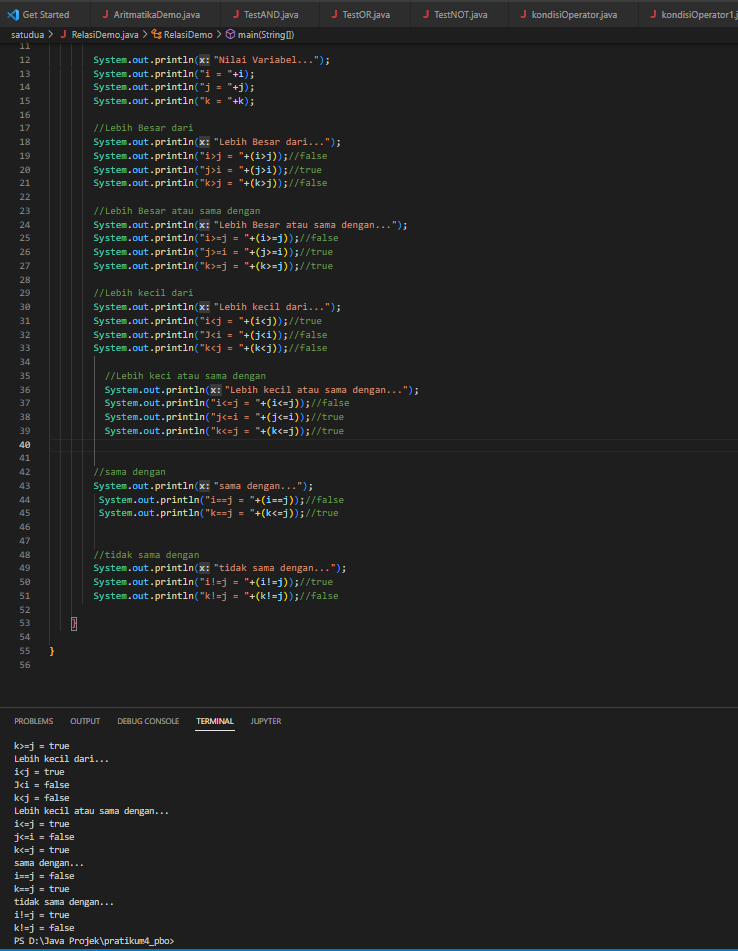 Get Started J AritmatikaDemo.java J TestAND.java J TestOR.java J TestNOT.java J kondisiOperator.java J kondisiOperator1.j
satudua > J RelasiDemo.java > RelasiDemo > main(String[])
11
12 System.out.println(x: "Nilai Variabel...");
13 System.out.println("i = "+i);
14 System.out.println("j = "+j);
15 System.out.println("k = "+k);
16
17 //Lebih Besar dari
18 System.out.println(x: "Lebih Besar dari...");
19 System.out.println("i>j = "+(i>j));//false
20 System.out.println("j>i = "+(j>i));//true
21 System.out.println("k>j = "+(k>j));//false
22
23 //Lebih Besar atau sama dengan
24 System.out.println(x: "Lebih Besar atau sama dengan...");
25 System.out.println("i>=j = "+(i>=j));//false
26 System.out.println("j>=i = "+(j>=i));//true
27 System.out.println("k>=j = "+(k>=j));//true
28
29 //Lebih kecil dari
30 System.out.println(x: "Lebih kecil dari...");
31 System.out.println("i<j = "+(i<j));//true
32 System.out.println("J<i = "+(j<i));//false
33 System.out.println("k<j = "+(k<j));//false
34
35 //Lebih keci atau sama dengan
36 System.out.println(x: "Lebih kecil atau sama dengan...");
37 System.out.println("i<=j = "+(i<=j));//false
38 System.out.println("j<=i = "+(j<=i));//true
39 System.out.println("k<=j = "+(k<=j));//true
40
41
42 //sama dengan
43 System.out.println(x: "sama dengan...");
44 System.out.println("i==j = "+(i==j));//false
45 System.out.println("k==j = "+(k<=j));//true
46
47
48 //tidak sama dengan
49 System.out.println(x: "tidak sama dengan...");
50 System.out.println("i!=j = "+(i!=j));//true
51 System.out.println("k!=j = "+(k!=j));//false
52
53 }
54
55 }
56
PROBLEMS OUTPUT DEBUG CONSOLE TERMINAL JUPYTER
k>=j = true
Lebih kecil dari...
i<j = true
J<i = false
k<j = false
Lebih kecil atau sama dengan...
i<=j = true
j<=i = false
k<=j = true
sama dengan...
i==j = false
k==j = true
tidak sama dengan...
i!=j = true
k!=j = false
PS D:\Java Projek\pratikum4_pbo>